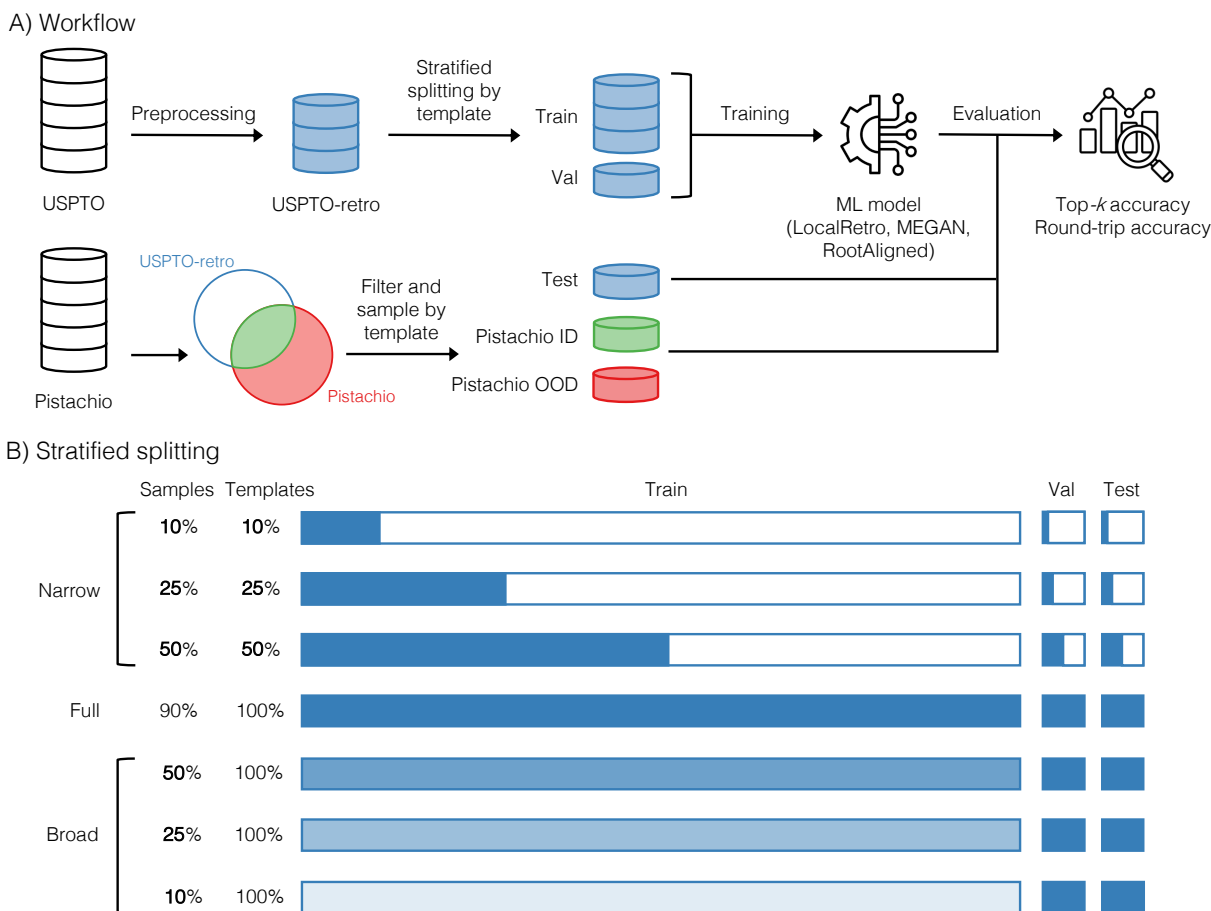 A) Workflow
Preprocessing
Stratified
splitting by
template
Train
Val
Training
Evaluation
USPTO
USPTO-retro
ML model
(LocalRetro, MEGAN,
RootAligned)
Top-k accuracy
Round-trip accuracy
USPTO-retro
Filter and
sample by
template
Test
Pistachio ID
Pistachio OOD
Pistachio
Pistachio
B) Stratified splitting
Samples Templates Train Val Test
Narrow
10% 10%
25% 25%
50% 50%
Full 90% 100%
Broad
50% 100%
25% 100%
10% 100%